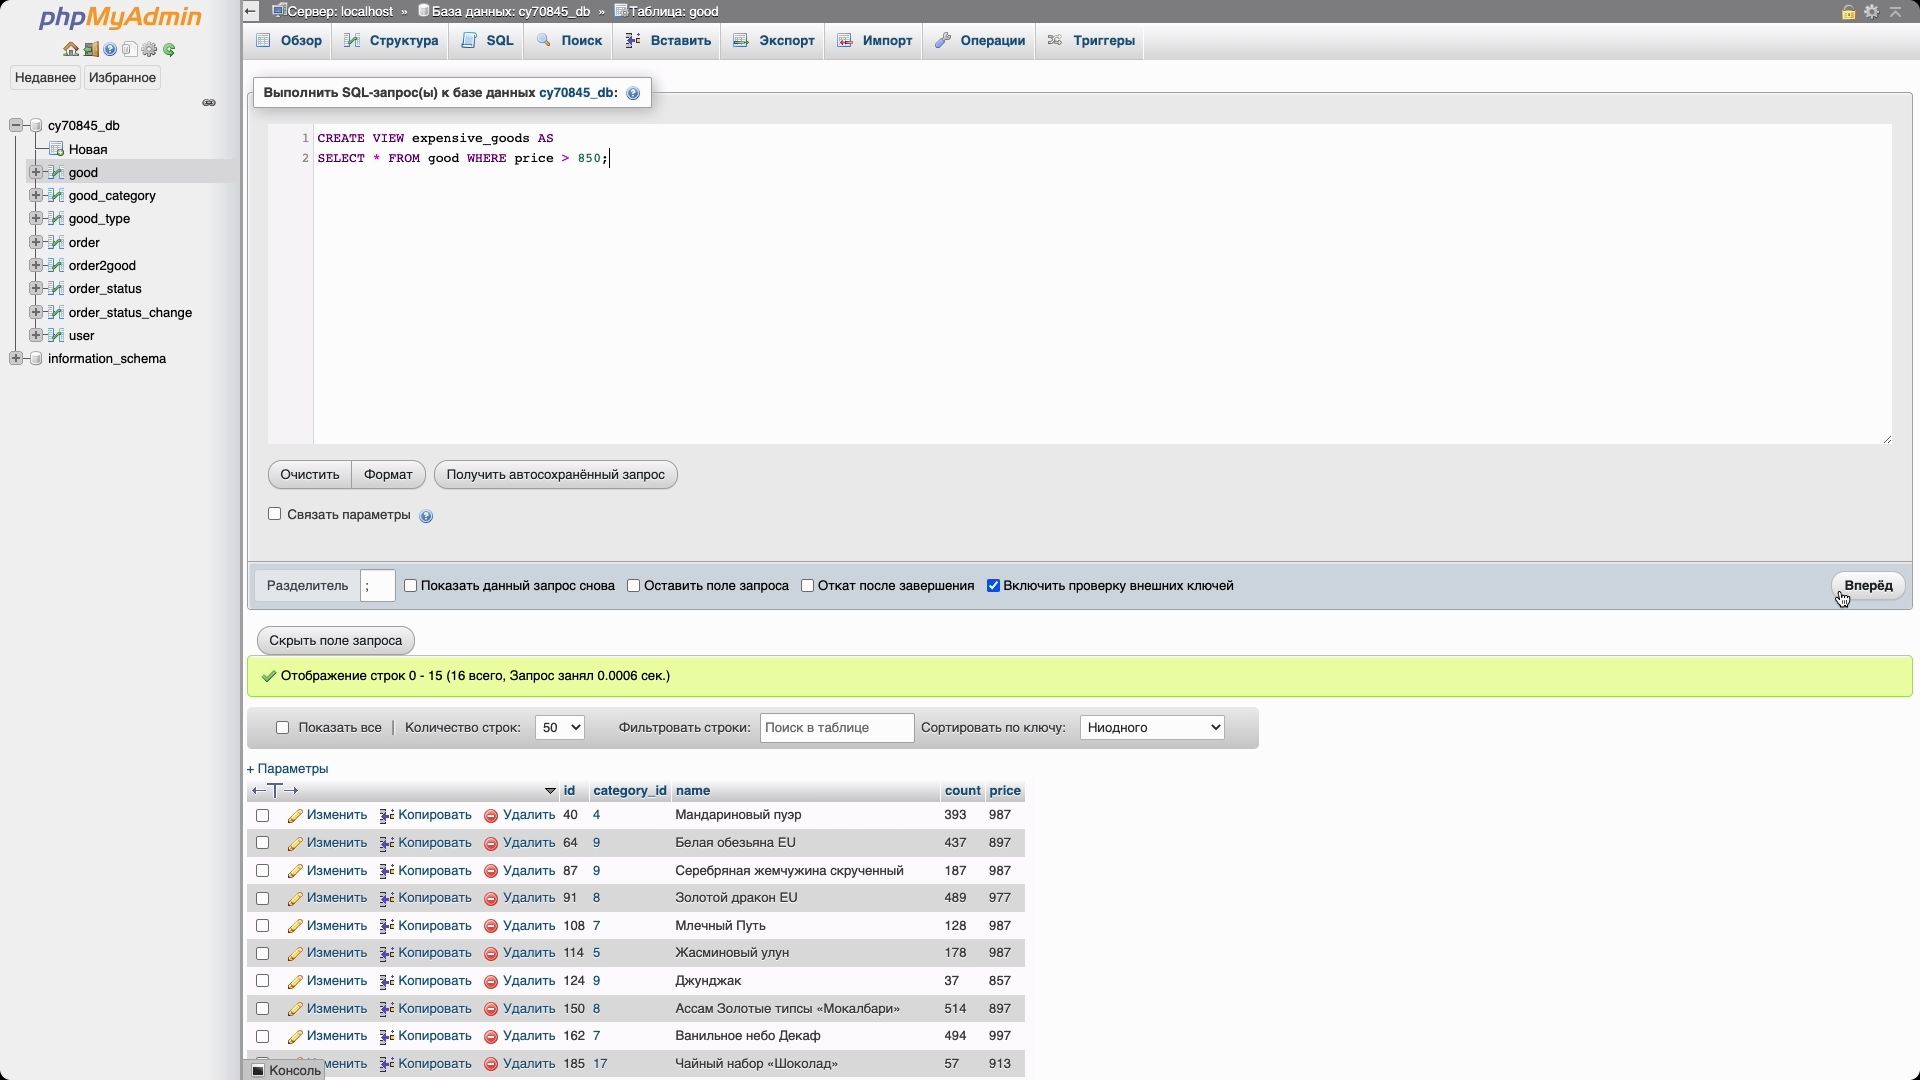 phpMyAdmin
Недавнее Избранное
cy70845_db
Новая
good
good_category
good_type
order
order2good
order_status
order_status_change
user
information_schema
Сервер: localhost » База данных: cy70845_db » Таблица: good
Обзор Структура SQL Поиск Вставить Экспорт Импорт Операции Триггеры
Выполнить SQL-запрос(ы) к базе данных cy70845_db:
1 CREATE VIEW expensive_goods AS
2 SELECT * FROM good WHERE price > 850;
Очистить Формат Получить автосохранённый запрос
Связать параметры
Разделитель ; Показать данный запрос снова Оставить поле запроса Откат после завершения Включить проверку внешних ключей Вперёд
Скрыть поле запроса
Отображение строк 0 - 15 (16 всего, Запрос занял 0.0006 сек.)
Показать все | Количество строк: 50 Фильтровать строки: Поиск в таблице Сортировать по ключу: Ниодного
+ Параметры
←T→ id category_id name count price
Изменить Копировать Удалить 40 4 Мандариновый пуэр 393 987
Изменить Копировать Удалить 64 9 Белая обезьяна EU 437 897
Изменить Копировать Удалить 87 9 Серебряная жемчужина скрученный 187 987
Изменить Копировать Удалить 91 8 Золотой дракон EU 489 977
Изменить Копировать Удалить 108 7 Млечный Путь 128 987
Изменить Копировать Удалить 114 5 Жасминовый улун 178 987
Изменить Копировать Удалить 124 9 Джунджак 37 857
Изменить Копировать Удалить 150 8 Ассам Золотые типсы «Мокалбари» 514 897
Изменить Копировать Удалить 162 7 Ванильное небо Декаф 494 997
менить Копировать Удалить 185 17 Чайный набор «Шоколад» 57 913
Консоль